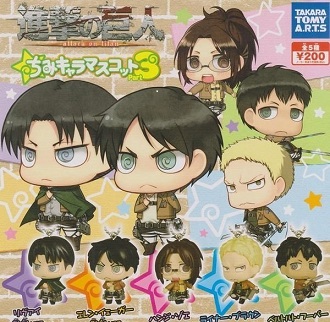 進撃の巨人
attack on titan
ちみキャラマスコット Part.3
TAKARA
TOMY
A.R.T.S
全5種
¥200
リヴァイ
エレン・イェーガー
ハンジ・ゾエ
ライナー・ブラウン
ベルトルト・フーバー